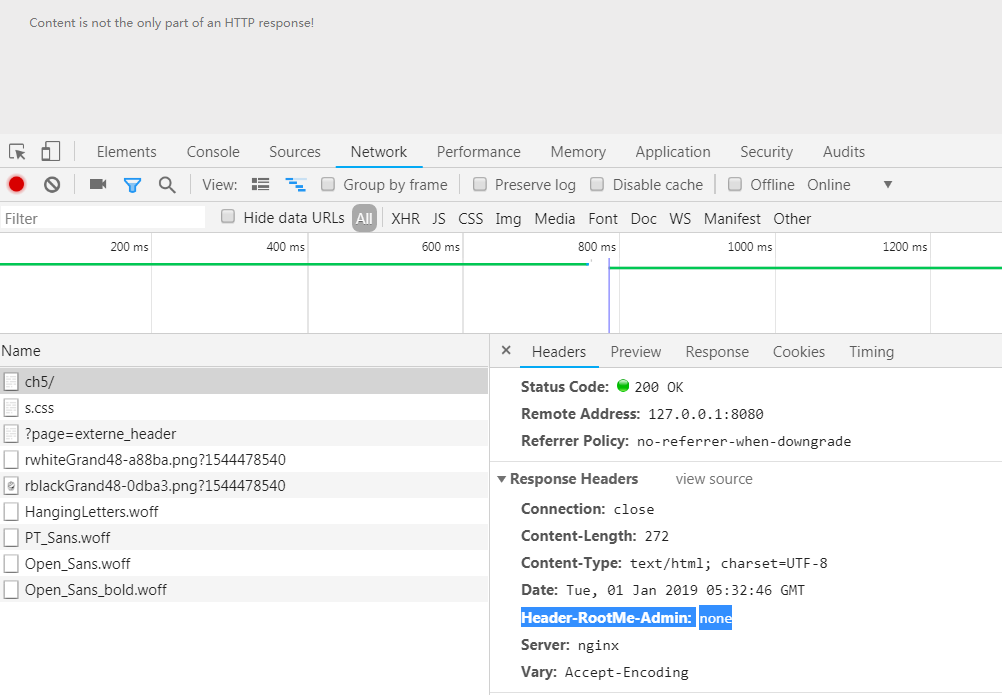 Content is not the only part of an HTTP response!
Elements Console Sources Network Performance Memory Application Security Audits
View: Group by frame Preserve log Disable cache Offline Online
Filter Hide data URLs All XHR JS CSS Img Media Font Doc WS Manifest Other
200 ms 400 ms 600 ms 800 ms 1000 ms 1200 ms
Name
ch5/
s.css
?page=externe_header
rwhiteGrand48-a88ba.png?1544478540
rblackGrand48-0dba3.png?1544478540
HangingLetters.woff
PT_Sans.woff
Open_Sans.woff
Open_Sans_bold.woff
× Headers Preview Response Cookies Timing
Status Code: 200 OK
Remote Address: 127.0.0.1:8080
Referrer Policy: no-referrer-when-downgrade
Response Headers view source
Connection: close
Content-Length: 272
Content-Type: text/html; charset=UTF-8
Date: Tue, 01 Jan 2019 05:32:46 GMT
Header-RootMe-Admin: none
Server: nginx
Vary: Accept-Encoding